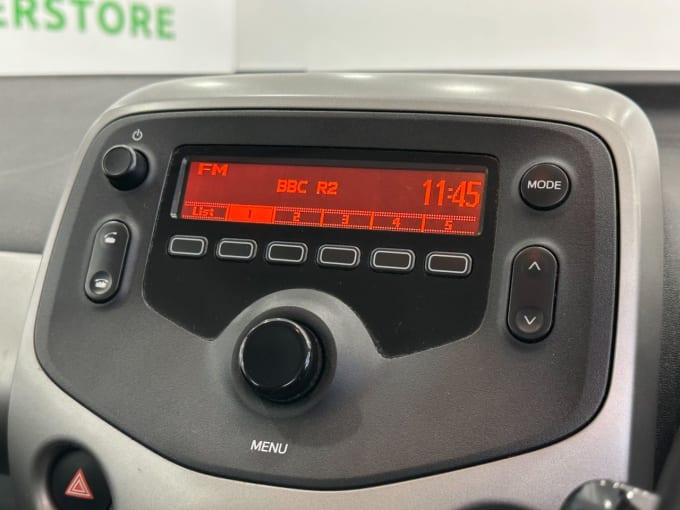 ERSTORE
FM
BBC R2 11:45
List 1 2 3 4 5
MODE
MENU